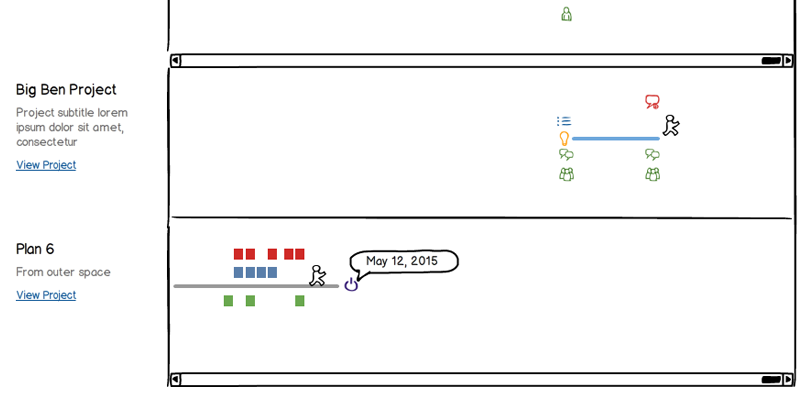 Big Ben Project
Project subtitle lorem
ipsum dolor sit amet,
consectetur
View Project
Plan 6
From outer space
View Project
May 12, 2015